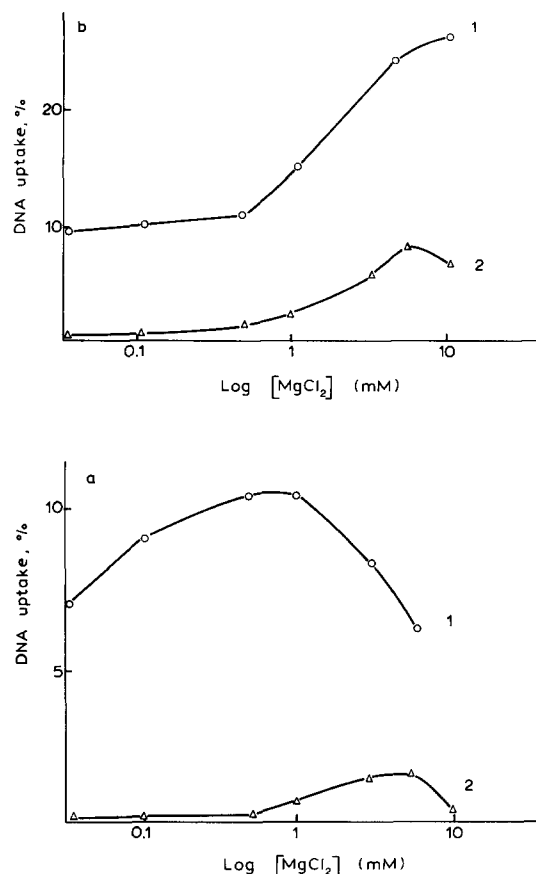 b
1
20
DNA uptake, %
10
2
0.1 1 10
Log [MgCl₂] (mM)
a
10
DNA uptake, %
1
5
2
0.1 1 10
Log [MgCl₂] (mM)